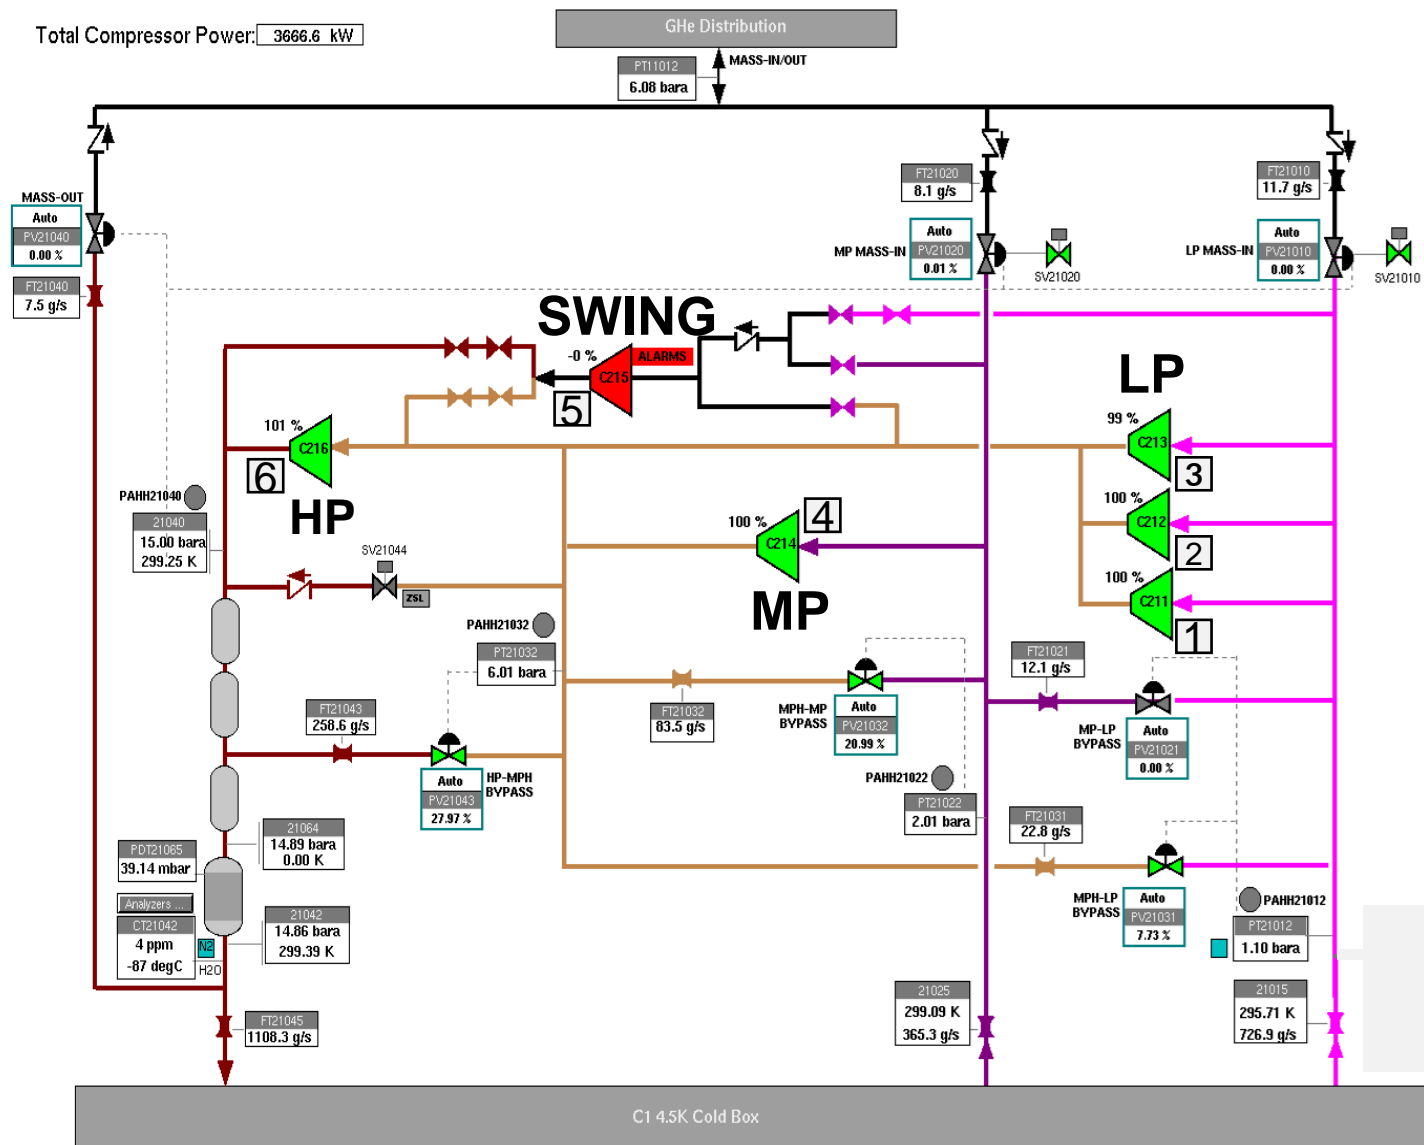 GHe Distribution
Total Compressor Power: 3666.6 kW
MASS-IN/OUT
PT11012
6.08 bara
FT21020
8.1 g/s
FT21010
11.7 g/s
MASS-OUT
Auto
PV21040
0.00 %
MP MASS-IN
Auto
PV21020
0.01 %
SV21020
LP MASS-IN
Auto
PV21010
0.00 %
SV21010
FT21040
7.5 g/s
SWING
-0 %
ALARMS
C215
5
LP
99 %
C213
3
101 %
C216
6
HP
PAHH21040
21040
15.00 bara
299.25 K
100 %
C212
2
100 %
C214
4
MP
SV21044
ZSL
100 %
C211
1
PAHH21032
PT21032
6.01 bara
FT21021
12.1 g/s
FT21043
258.6 g/s
FT21032
83.5 g/s
MPH-MP
BYPASS
Auto
PV21032
20.99 %
MP-LP
BYPASS
Auto
PV21021
0.00 %
HP-MPH
BYPASS
Auto
PV21043
27.97 %
PAHH21022
PT21022
2.01 bara
FT21031
22.8 g/s
21064
14.89 bara
0.00 K
PDT21065
39.14 mbar
MPH-LP
BYPASS
Auto
PV21031
7.73 %
PAHH21012
PT21012
1.10 bara
Analyzers ...
CT21042
4 ppm
-87 degC
N2
H2O
21042
14.86 bara
299.39 K
21025
299.09 K
365.3 g/s
21015
295.71 K
726.9 g/s
FT21045
1108.3 g/s
C1 4.5K Cold Box